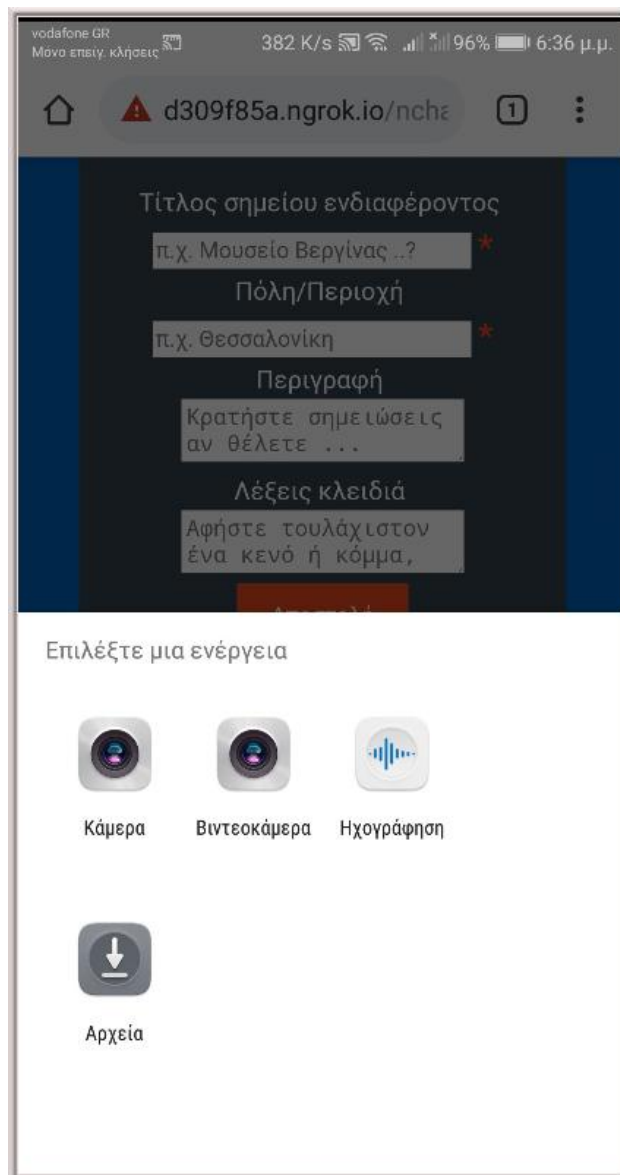 vodafone GR
Μόνο επείγ. κλήσεις
382 K/s 96% 6:36 μ.μ.
d309f85a.ngrok.io/ncha
1
Τίτλος σημείου ενδιαφέροντος
π.χ. Μουσείο Βεργίνας ..? *
Πόλη/Περιοχή
π.χ. Θεσσαλονίκη *
Περιγραφή
Κρατήστε σημειώσεις
αν θέλετε ...
Λέξεις κλειδιά
Αφήστε τουλάχιστον
ένα κενό ή κόμμα,
Αποστολή
Επιλέξτε μια ενέργεια
Κάμερα Βιντεοκάμερα Ηχογράφηση
Αρχεία